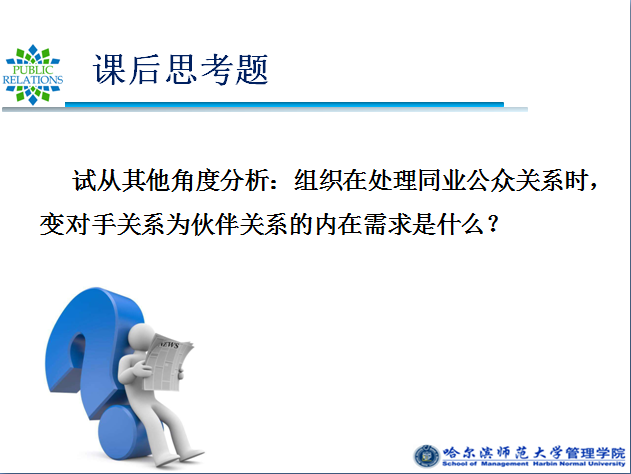 PUBLIC
RELATIONS
课后思考题
试从其他角度分析：组织在处理同业公众关系时，
变对手关系为伙伴关系的内在需求是什么？
NEWS
哈尔滨师范大学管理学院
School of Management Harbin Normal University